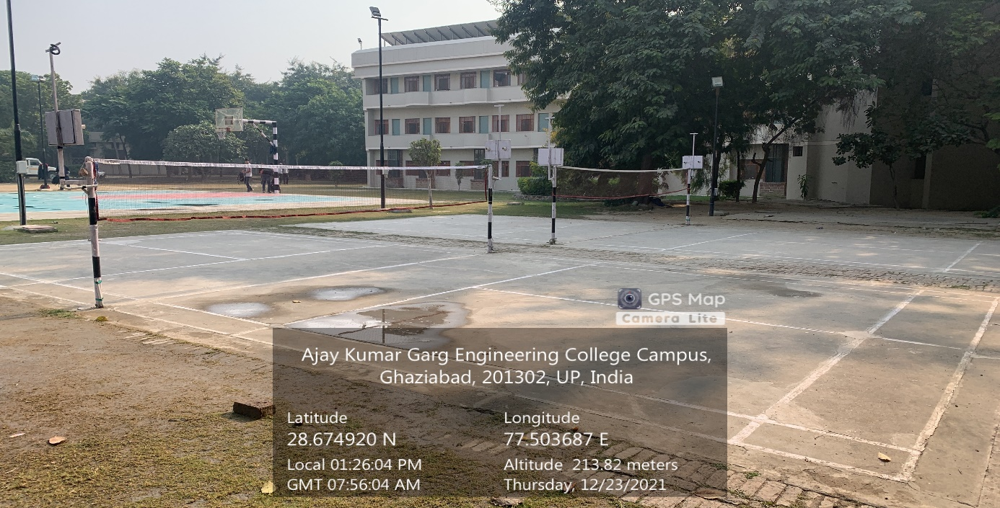 GPS Map
Camera Lite
Ajay Kumar Garg Engineering College Campus,
Ghaziabad, 201302, UP, India
Latitude
28.674920 N
Longitude
77.503687 E
Local 01:26:04 PM
GMT 07:56:04 AM
Altitude 213.82 meters
Thursday, 12/23/2021